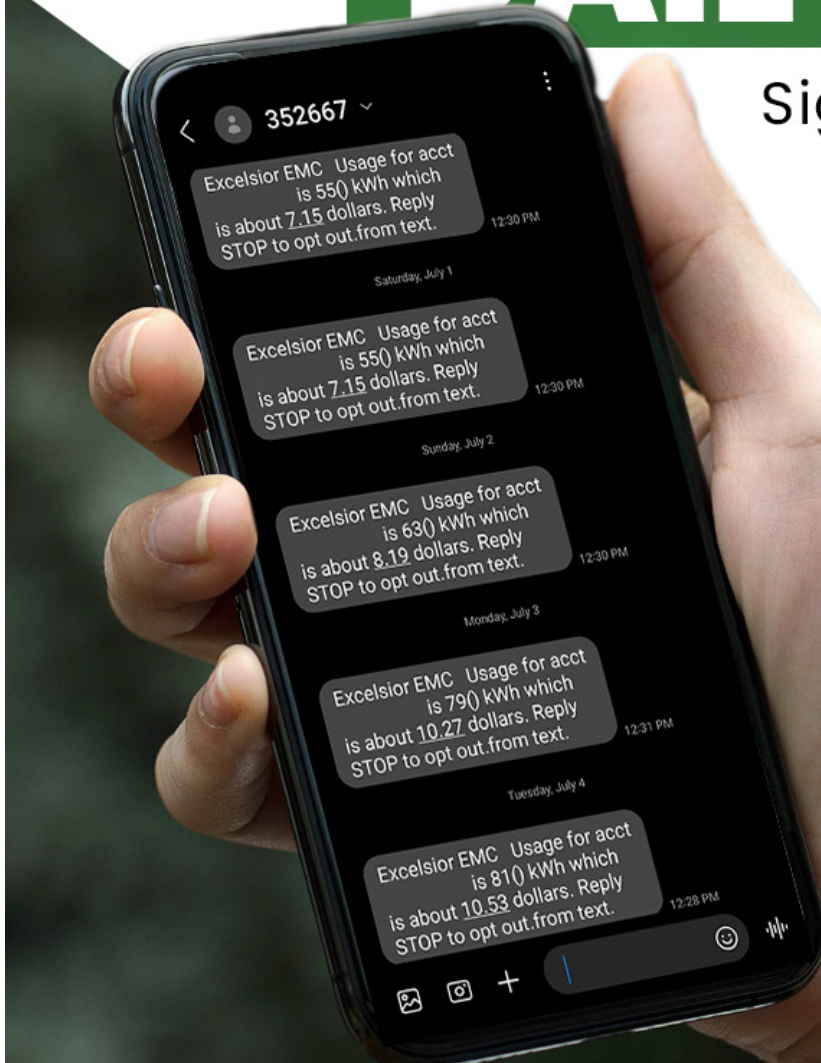 Sig
352667
Excelsior EMC Usage for acct
is 55() kWh which
is about 7.15 dollars. Reply
STOP to opt out.from text.
12:30 PM
Saturday, July 1
Excelsior EMC Usage for acct
is 55() kWh which
is about 7.15 dollars. Reply
STOP to opt out.from text.
12:30 PM
Sunday, July 2
Excelsior EMC Usage for acct
is 63() kWh which
is about 8.19 dollars. Reply
STOP to opt out.from text.
12:30 PM
Monday, July 3
Excelsior EMC Usage for acct
is 79() kWh which
is about 10.27 dollars. Reply
STOP to opt out.from text.
12:31 PM
Tuesday, July 4
Excelsior EMC Usage for acct
is 81() kWh which
is about 10.53 dollars. Reply
STOP to opt out.from text.
12:28 PM